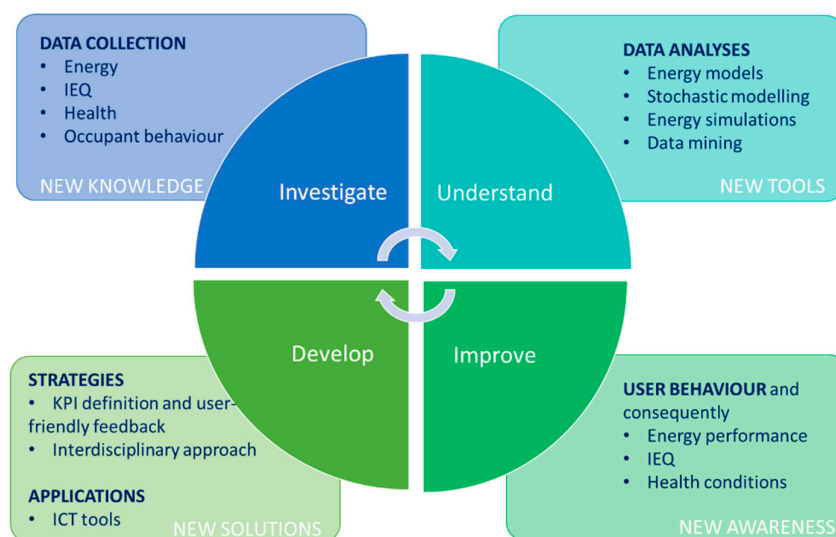 DATA COLLECTION
• Energy
• IEQ
• Health
• Occupant behaviour
NEW KNOWLEDGE
Investigate
Understand
DATA ANALYSES
• Energy models
• Stochastic modelling
• Energy simulations
• Data mining
NEW TOOLS
Develop
Improve
STRATEGIES
• KPI definition and user-
friendly feedback
• Interdisciplinary approach
APPLICATIONS
• ICT tools
NEW SOLUTIONS
USER BEHAVIOUR and
consequently
• Energy performance
• IEQ
• Health conditions
NEW AWARENESS